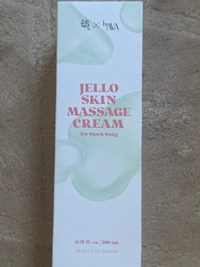 JELLO
SKIN
MASSAGE
CREAM
For Face & Body
6.76 fl. oz / 200 ml